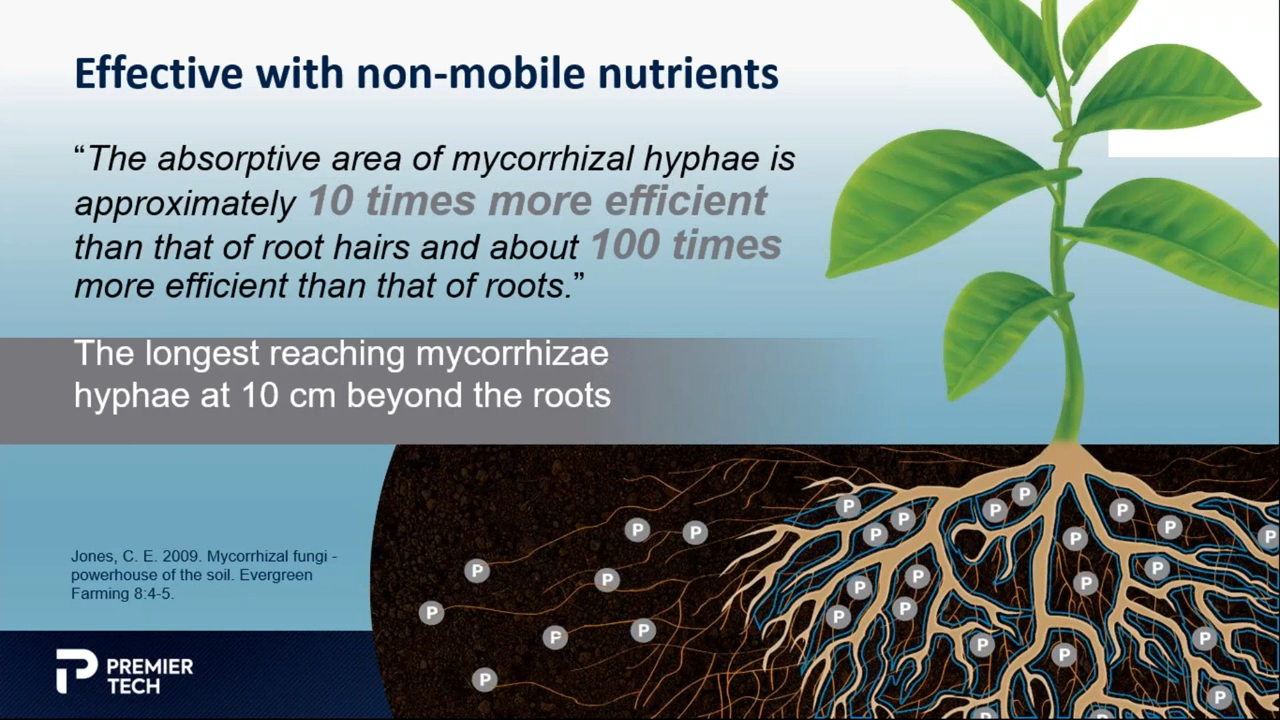 Effective with non-mobile nutrients
“The absorptive area of mycorrhizal hyphae is
approximately 10 times more efficient
than that of root hairs and about 100 times
more efficient than that of roots.”
The longest reaching mycorrhizae
hyphae at 10 cm beyond the roots
P P P P P P P P P P P P P P P P P P P P P P P P P P P P
Jones, C. E. 2009. Mycorrhizal fungi -
powerhouse of the soil. Evergreen
Farming 8:4-5.
PREMIER
TECH